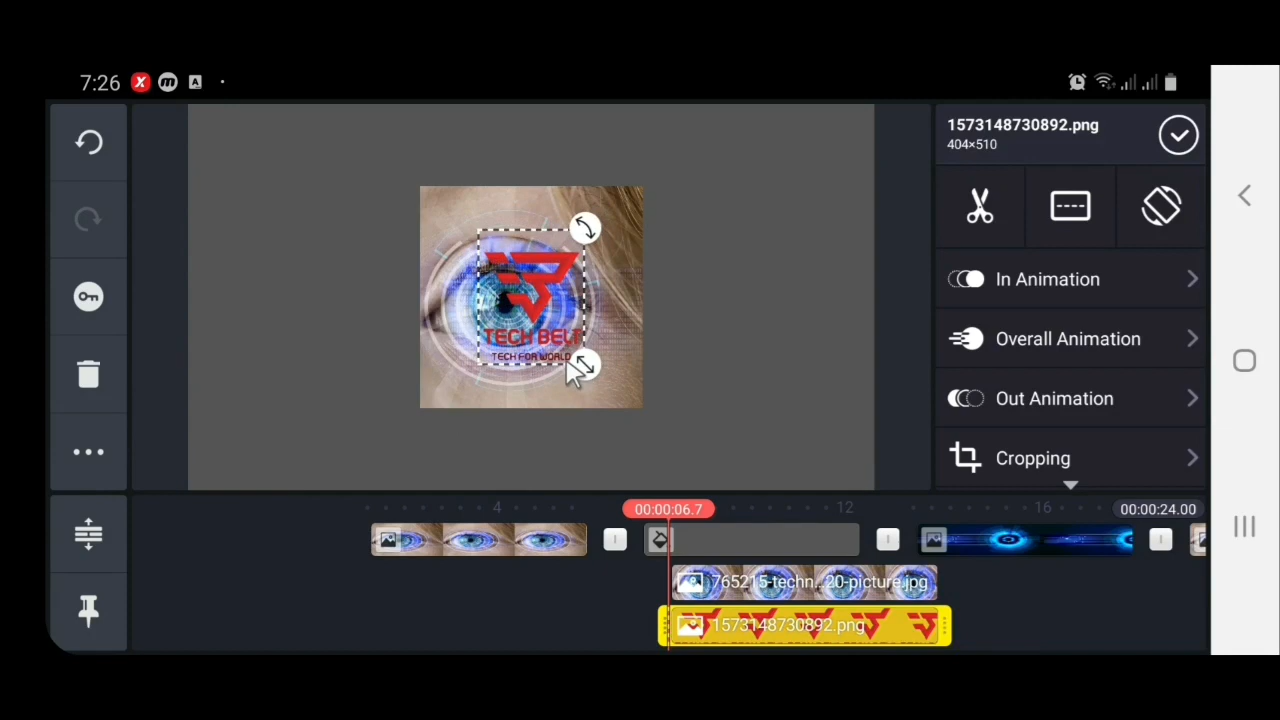 7:26
1573148730892.png
404×510
TECH BELT
TECH FOR WORLD
In Animation
Overall Animation
Out Animation
Cropping
4
00:00:06.7
12
16
00:00:24.00
765215-techn...20-picture.jpg
1573148730892.png